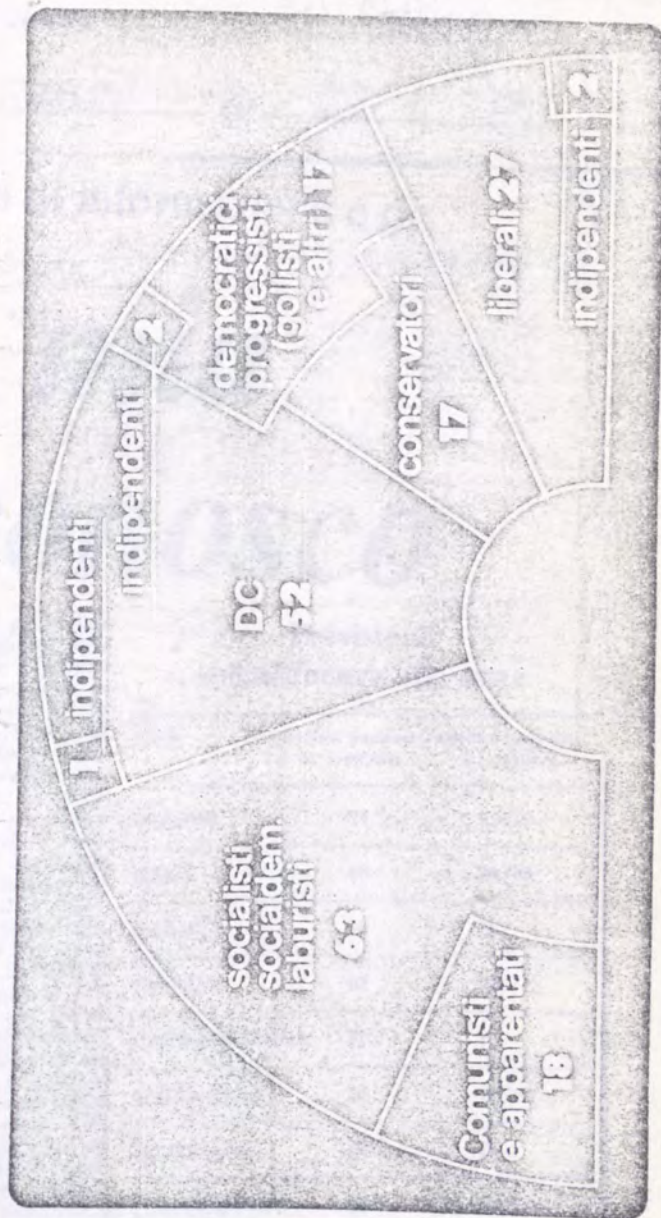 Comunisti
e apparentati
18
socialisti
socialdem.
laburisti
63
1
indipendenti
DC
52
indipendenti
2
democratici
progressisti
(gollisti
e altri) 17
conservatori
17
liberali 27
indipendenti
2